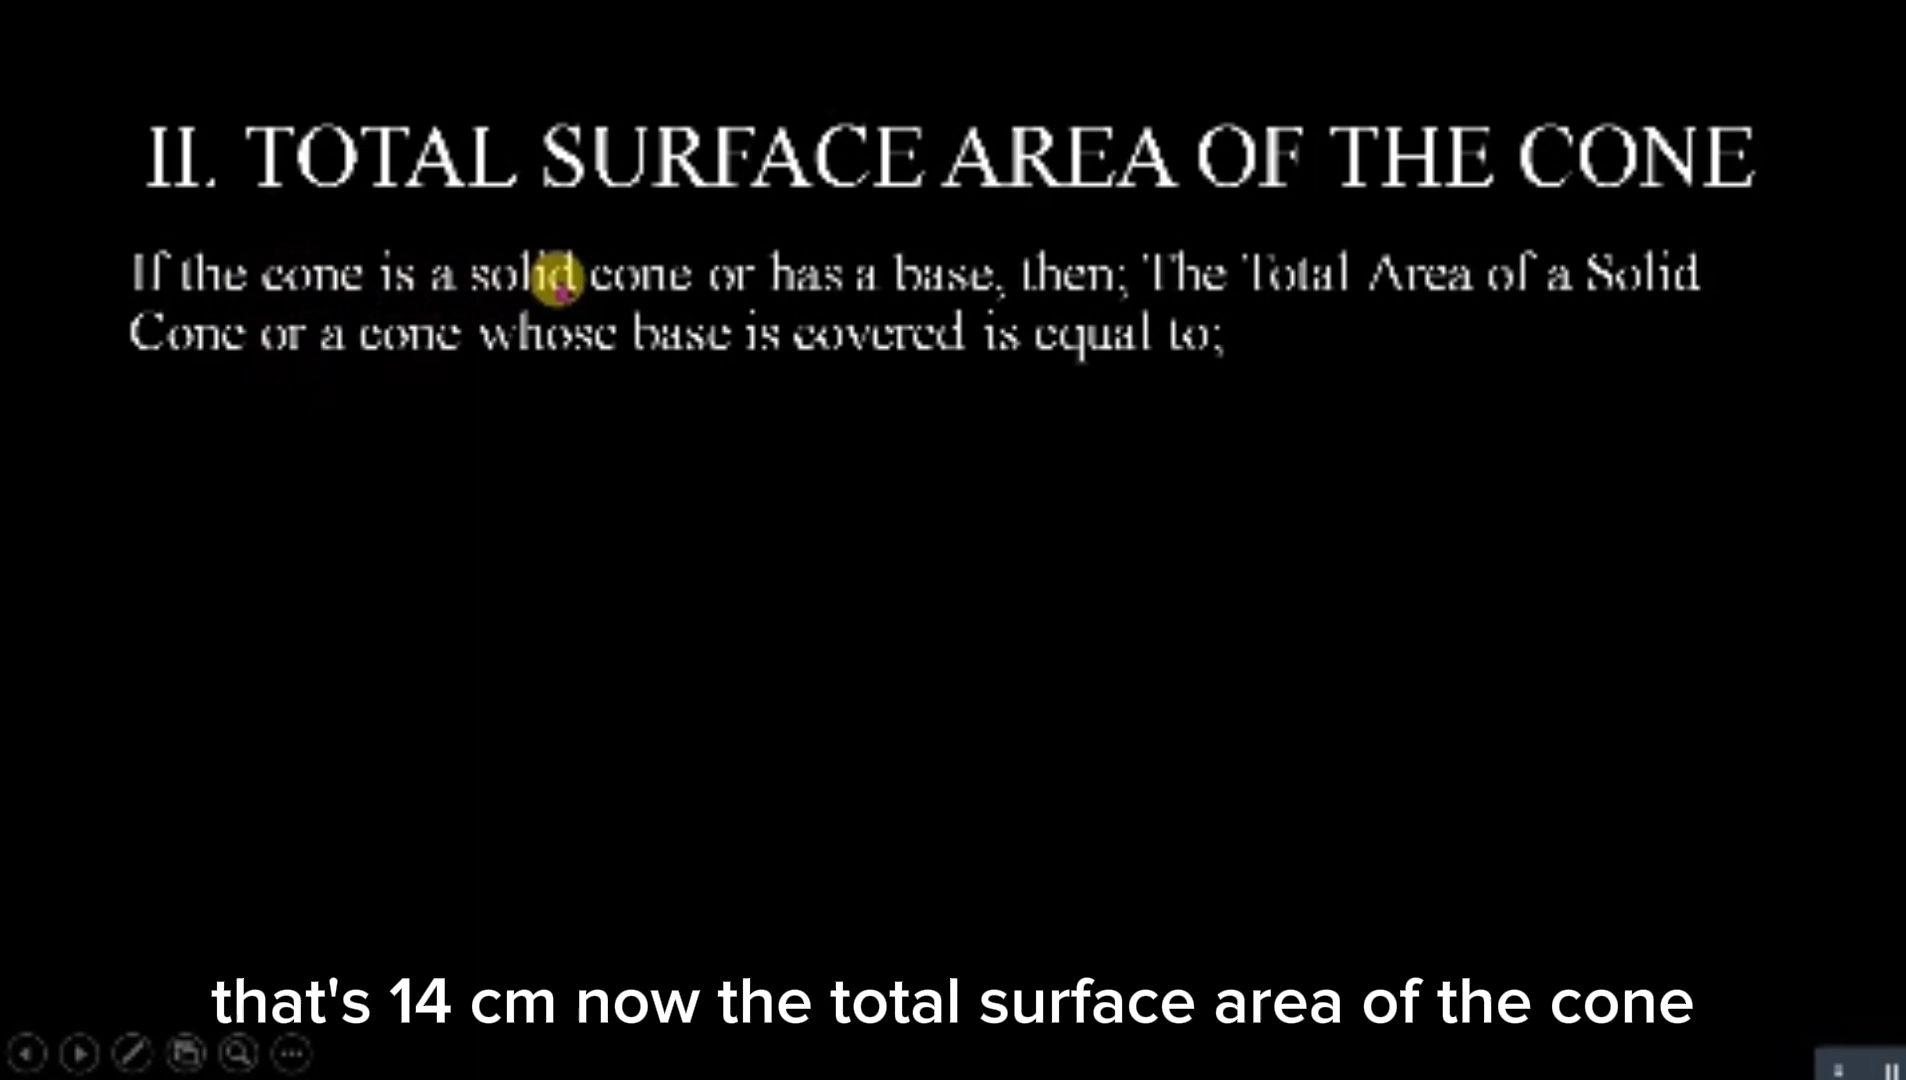 II. TOTAL SURFACE AREA OF THE CONE
If the cone is a solid cone or has a base, then; The Total Area of a Solid
Cone or a cone whose base is covered is equal to;
that's 14 cm now the total surface area of the cone